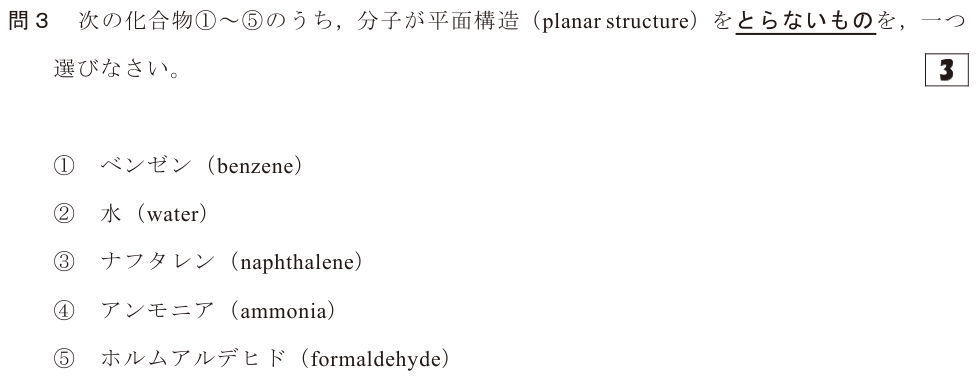 問3 次の化合物①~⑤のうち，分子が平面構造（planar structure）をとらないものを，一つ
選びなさい。 3
① ベンゼン（benzene）
② 水（water）
③ ナフタレン（naphthalene）
④ アンモニア（ammonia）
⑤ ホルムアルデヒド（formaldehyde）